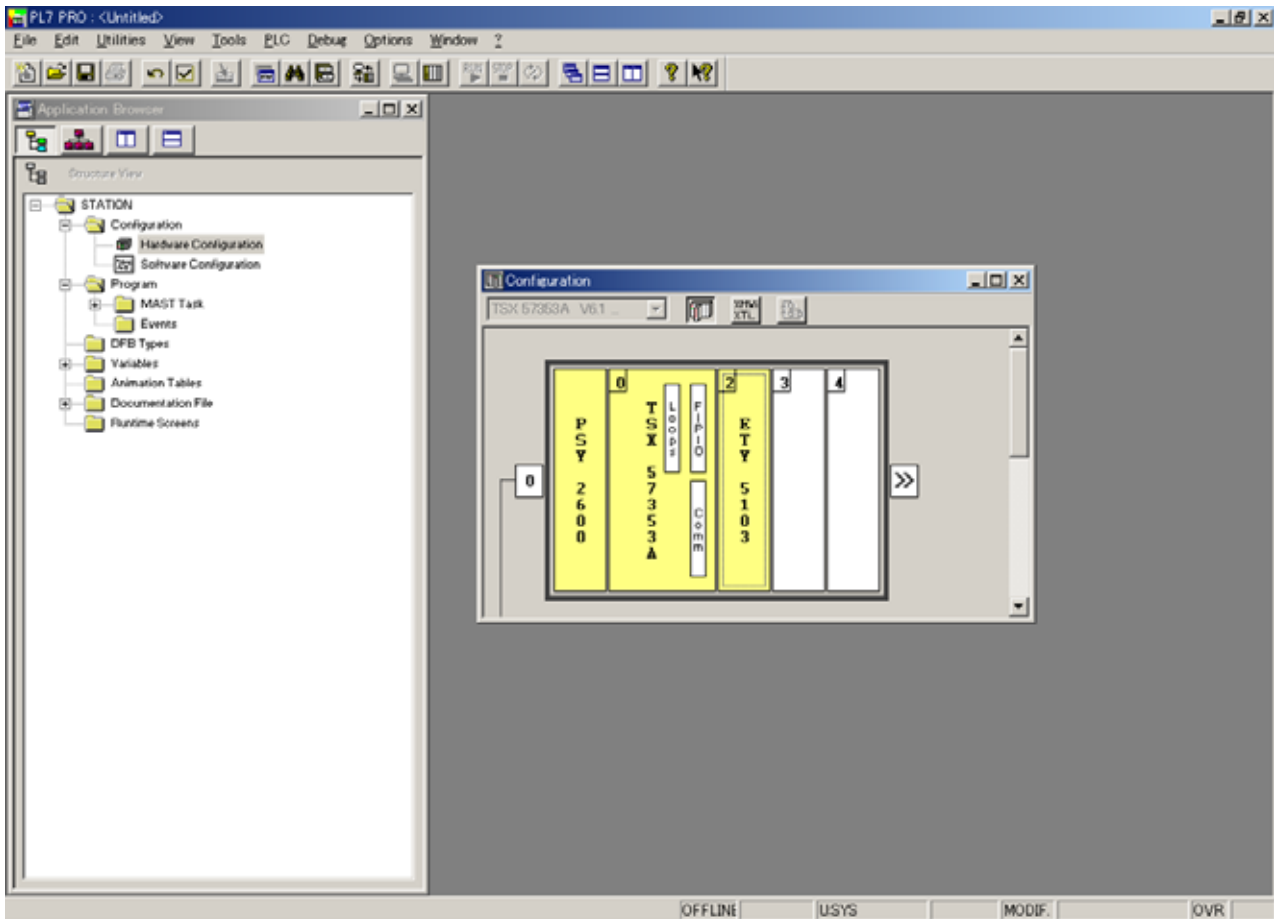 PL7 PRO : <Untitled>
File Edit Utilities View Tools PLC Debug Options Window ?
Application Browser
Structure View
STATION
Configuration
Hardware Configuration
Software Configuration
Program
MAST Task
Events
DFB Types
Variables
Animation Tables
Documentation File
Runtime Screens
Configuration
TSX 57353A V6.1 ...
XTL
0
PSY 2600
0
TSX 57353A
Loops
FIPIO
Comm
2
ETY 5103
3
4
OFFLINE U:SYS MODIF. OVR